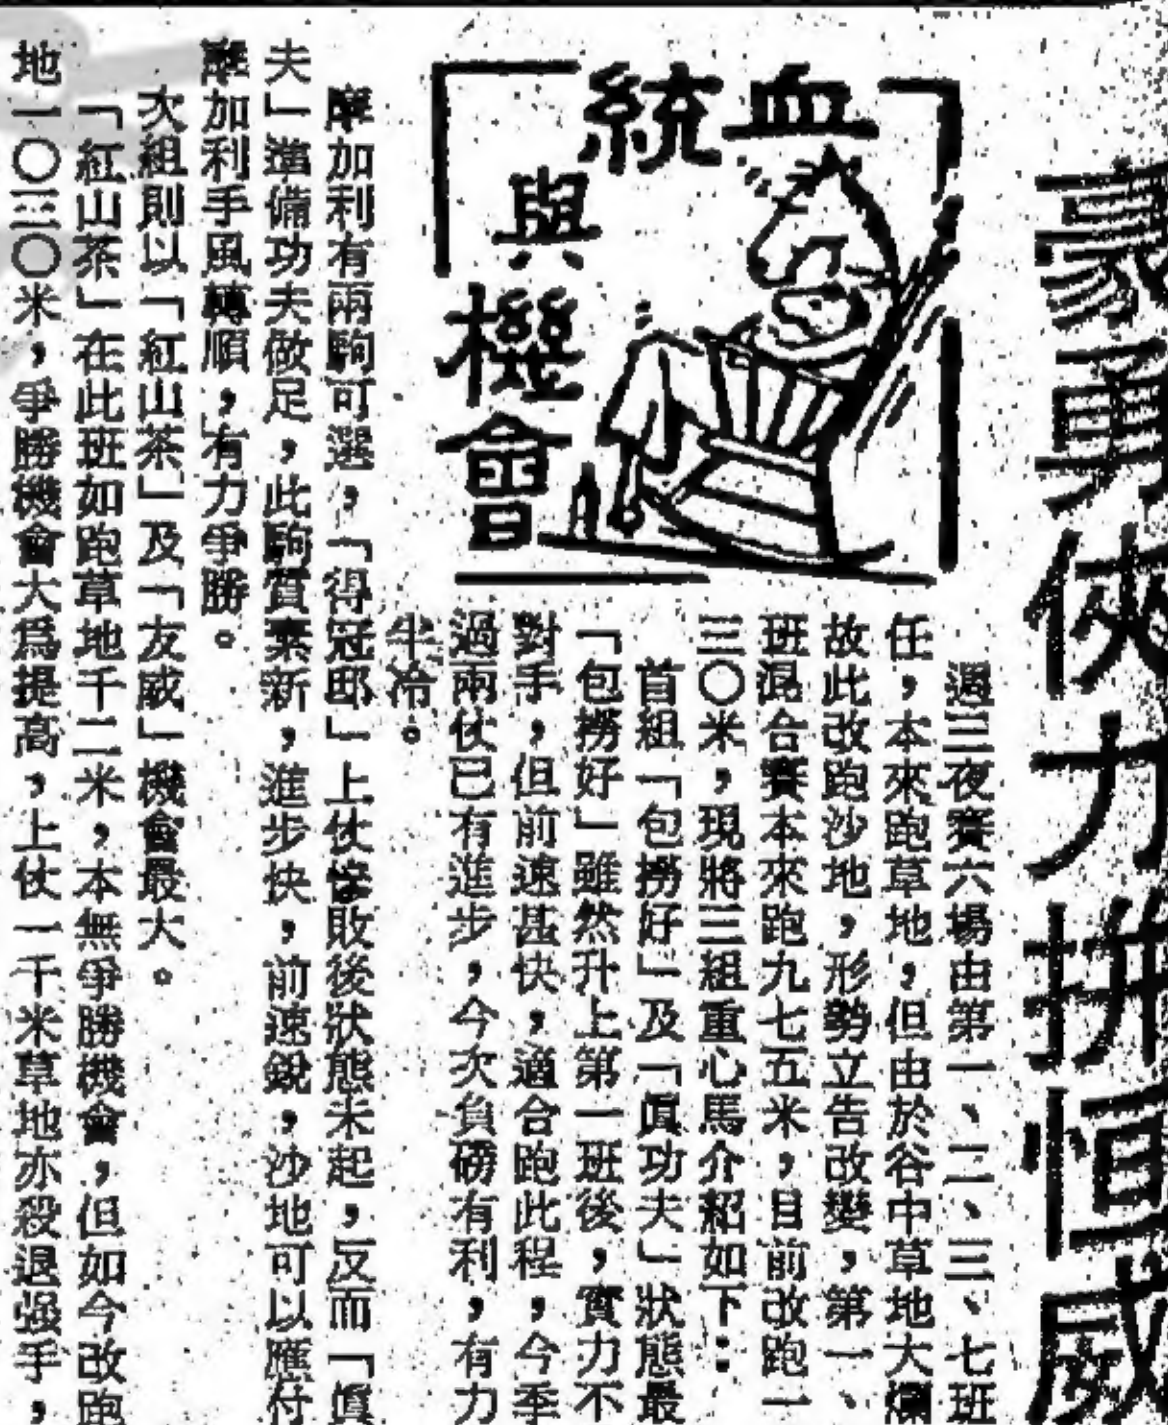 豪勇俠力拼恒威
血統
與機會
週三夜賽六場由第一、二、三、七班
任，本來跑草地，但由於谷中草地大爛
故此改跑沙地，形勢立告改變，第一、
班混合賽本來跑九七五米，目前改跑一
三〇米，現將三組重心馬介紹如下：
首組「包撈好」及「眞功夫」狀態最
「包撈好」雖然升上第一班後，實力不
對手，但前速甚快，適合跑此程，今季
過兩仗已有進步，今次負磅有利，有力
半冷。
摩加利有兩駒可選，「得冠邸」上仗慘敗後狀態未起，反而「眞
夫」準備功夫做足，此駒質素新，進步快，前速銳，沙地可以應付
摩加利手風轉順，有力爭勝。
次組則以「紅山茶」及「友威」機會最大。
「紅山茶」在此班如跑草地千二米，本無爭勝機會，但如今改跑
地一〇三〇米，爭勝機會大爲提高，上仗一千米草地亦殺退强手，